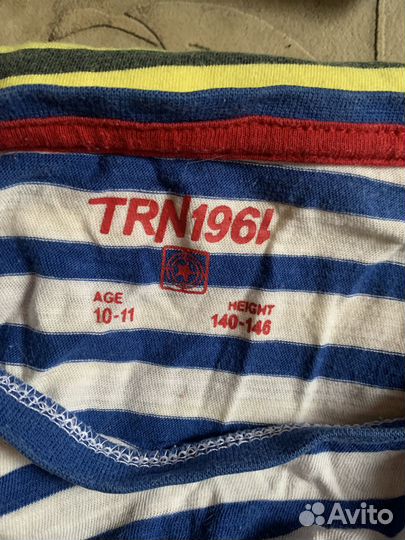 TRN1961
AGE
10-11
HEIGHT
140-146
Avito